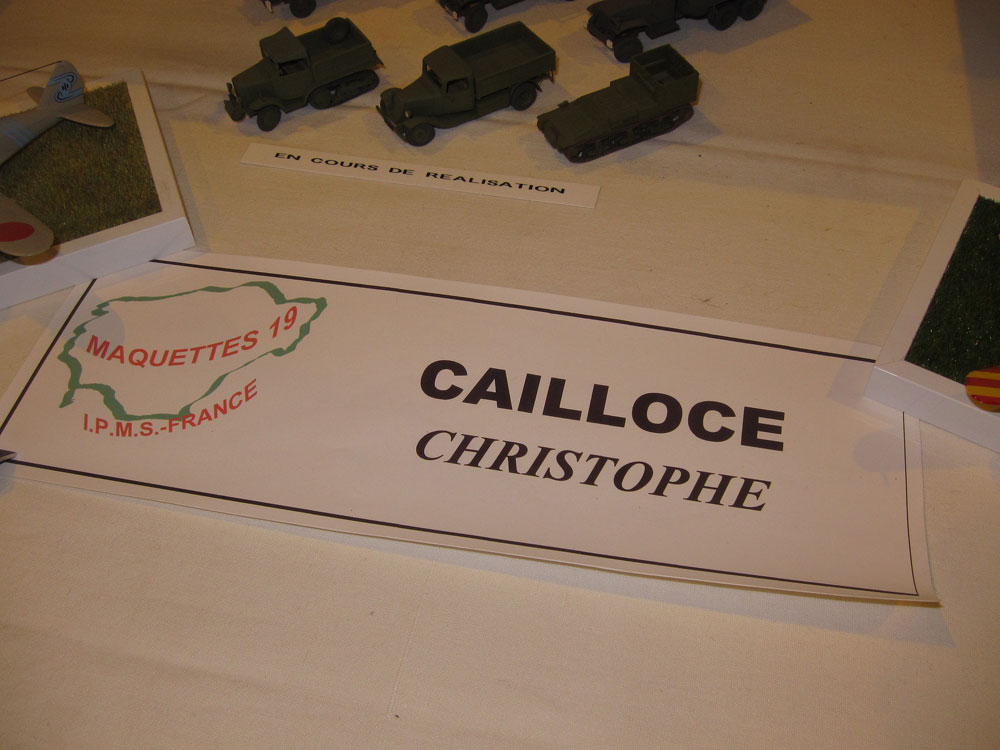 EN COURS DE REALISATION
MAQUETTES 19
I.P.M.S.-FRANCE
CAILLOCE
CHRISTOPHE